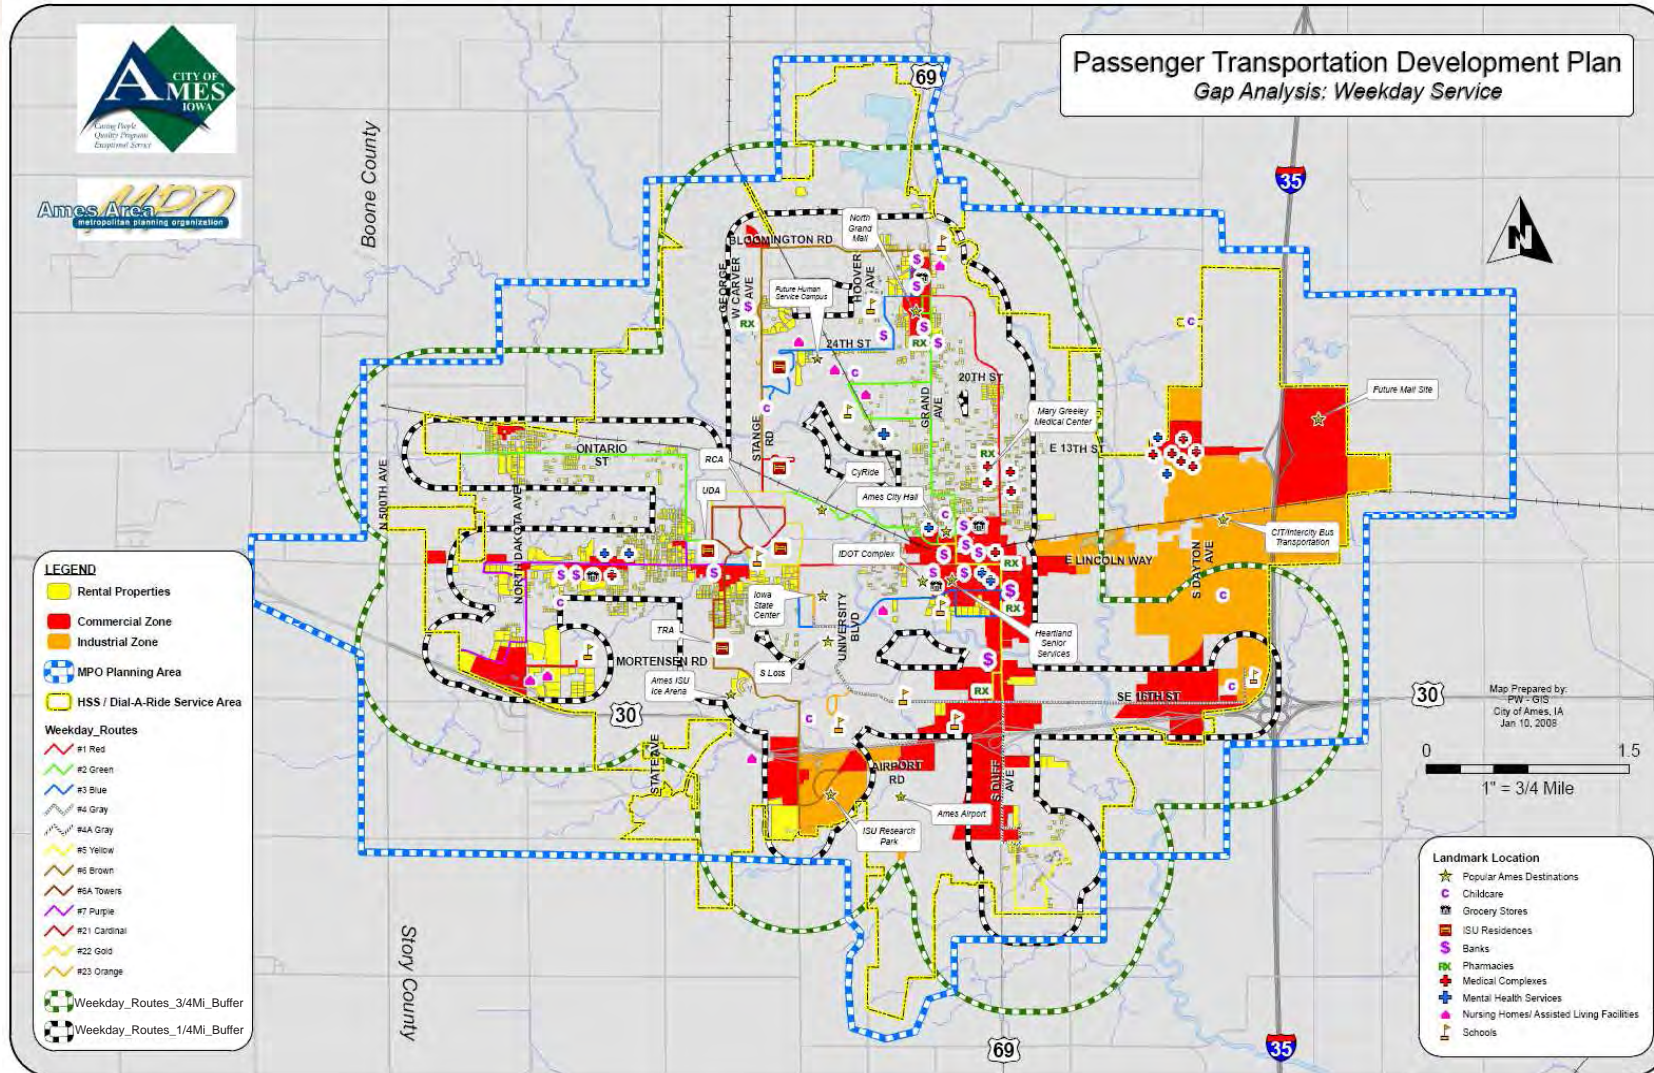 Passenger Transportation Development Plan
Gap Analysis: Weekday Service
CITY OF
AMES
IOWA
Caring People
Quality Programs
Exceptional Service
Ames Area
MPO
metropolitan planning organization
Boone County
Story County
69
35
30
30
69
35
N
BLOOMINGTON RD
GEORGE
W CARVER
AVE
HOOVER
AVE
North
Grand
Mall
Future Human
Service Campus
24TH ST
20TH ST
GRAND
AVE
Mary Greeley
Medical Center
E 13TH ST
Future Mall Site
STANGE
RD
ONTARIO
ST
RCA
UDA
CyRide
Ames City Hall
N 500TH AVE
NORTH DAKOTA AVE
IDOT Complex
E LINCOLN WAY
S DAYTON
AVE
CIT/Intercity Bus
Transportation
Iowa
State
Center
UNIVERSITY
BLVD
TRA
MORTENSEN RD
S Lots
Heartland
Senior
Services
Ames ISU
Ice Arena
SE 16TH ST
STATE AVE
AIRPORT
RD
S DUFF
AVE
Ames Airport
ISU Research
Park
Map Prepared by:
PW - GIS
City of Ames, IA
Jan 10, 2008
0 1.5
1" = 3/4 Mile
LEGEND
Rental Properties
Commercial Zone
Industrial Zone
MPO Planning Area
HSS / Dial-A-Ride Service Area
Weekday_Routes
#1 Red
#2 Green
#3 Blue
#4 Gray
#4A Gray
#5 Yellow
#6 Brown
#6A Towers
#7 Purple
#21 Cardinal
#22 Gold
#23 Orange
Weekday_Routes_3/4Mi_Buffer
Weekday_Routes_1/4Mi_Buffer
Landmark Location
Popular Ames Destinations
C Childcare
Grocery Stores
ISU Residences
$ Banks
RX Pharmacies
Medical Complexes
Mental Health Services
Nursing Homes/ Assisted Living Facilities
Schools